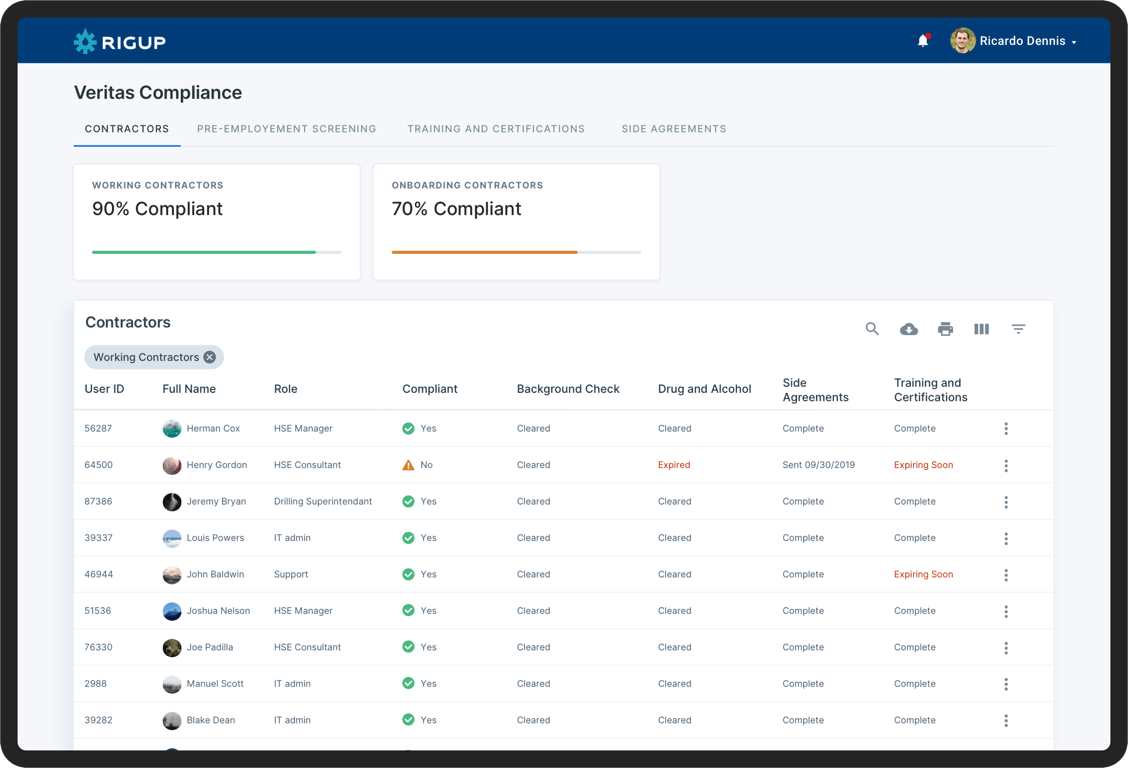 RIGUP
Ricardo Dennis
Veritas Compliance
CONTRACTORS PRE-EMPLOYEMENT SCREENING TRAINING AND CERTIFICATIONS SIDE AGREEMENTS
WORKING CONTRACTORS
90% Compliant
ONBOARDING CONTRACTORS
70% Compliant
Contractors
Working Contractors
User ID Full Name Role Compliant Background Check Drug and Alcohol Side Agreements Training and Certifications
56287 Herman Cox HSE Manager Yes Cleared Cleared Complete Complete
64500 Henry Gordon HSE Consultant No Cleared Expired Sent 09/30/2019 Expiring Soon
87386 Jeremy Bryan Drilling Superintendant Yes Cleared Cleared Complete Complete
39337 Louis Powers IT admin Yes Cleared Cleared Complete Complete
46944 John Baldwin Support Yes Cleared Cleared Complete Expiring Soon
51536 Joshua Nelson HSE Manager Yes Cleared Cleared Complete Complete
76330 Joe Padilla HSE Consultant Yes Cleared Cleared Complete Complete
2988 Manuel Scott IT admin Yes Cleared Cleared Complete Complete
39282 Blake Dean IT admin Yes Cleared Cleared Complete Complete